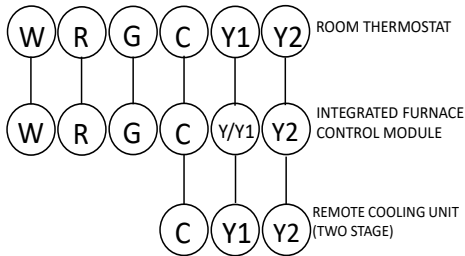 W R G C Y1 Y2 ROOM THERMOSTAT
W R G C Y/Y1 Y2 INTEGRATED FURNACE
CONTROL MODULE
C Y1 Y2 REMOTE COOLING UNIT
(TWO STAGE)